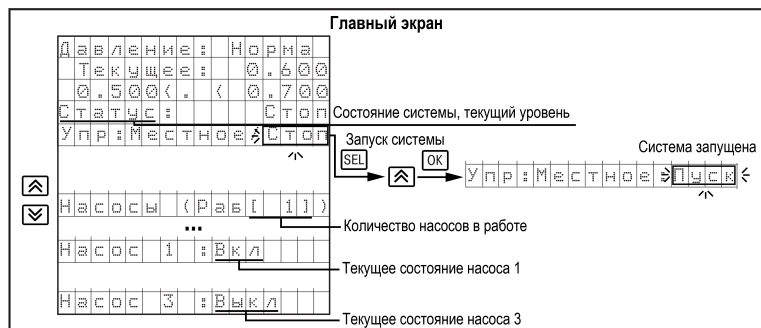 Главный экран
Давление: Норма
Текущее: 0.600
0.500< . < 0.700
Статус: Стоп
Состояние системы, текущий уровень
Упр:Местное Стоп
Запуск системы
SEL
OK
Система запущена
Упр:Местное Пуск
Насосы (Раб[ 1])
Количество насосов в работе
...
Насос 1 :Вкл
Текущее состояние насоса 1
Насос 3 :Выкл
Текущее состояние насоса 3